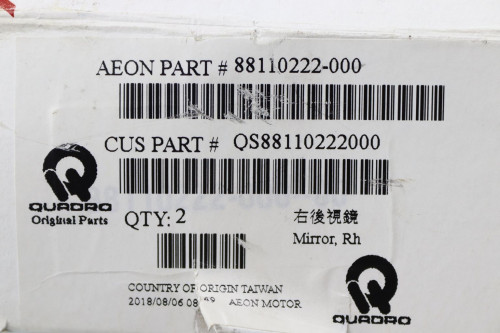 AEON PART # 88110222-000
CUS PART # QS88110222000
QUADRO
Original Parts
QTY: 2
右後視鏡
Mirror, Rh
COUNTRY OF ORIGIN TAIWAN
2018/08/06 AEON MOTOR
QUADRO